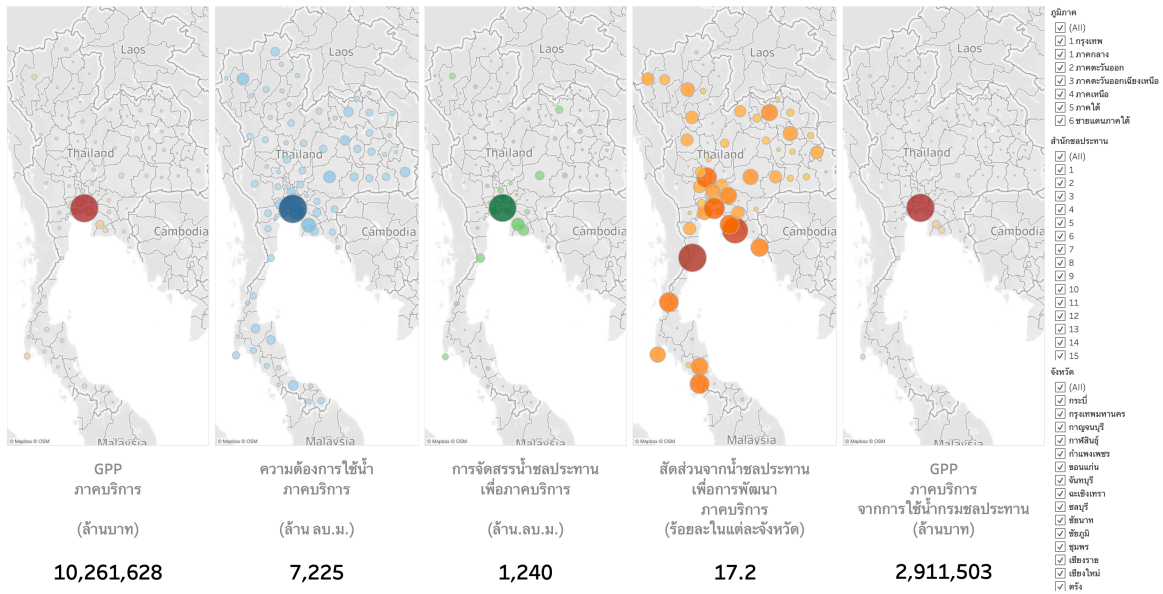 Laos
Thailand
Cambodia
Malaysia
© Mapbox © OSM
Laos
Thailand
Cambodia
Malaysia
© Mapbox © OSM
Laos
Thailand
Cambodia
Malaysia
© Mapbox © OSM
Laos
Thailand
Cambodia
Malaysia
© Mapbox © OSM
Laos
Thailand
Cambodia
Malaysia
© Mapbox © OSM
GPP
ภาคบริการ
(ล้านบาท)
10,261,628
ความต้องการใช้น้ำ
ภาคบริการ
(ล้าน ลบ.ม.)
7,225
การจัดสรรน้ำชลประทาน
เพื่อภาคบริการ
(ล้าน.ลบ.ม.)
1,240
สัดส่วนจากน้ำชลประทาน
เพื่อการพัฒนา
ภาคบริการ
(ร้อยละในแต่ละจังหวัด)
17.2
GPP
ภาคบริการ
จากการใช้น้ำกรมชลประทาน
(ล้านบาท)
2,911,503
ภูมิภาค
(All)
1 กรุงเทพ
1 ภาคกลาง
2 ภาคตะวันออก
3 ภาคตะวันออกเฉียงเหนือ
4 ภาคเหนือ
5 ภาคใต้
6 ชายแดนภาคใต้
สำนักชลประทาน
(All)
1
2
3
4
5
6
7
8
9
10
11
12
13
14
15
จังหวัด
(All)
กระบี่
กรุงเทพมหานคร
กาญจนบุรี
กาฬสินธุ์
กำแพงเพชร
ขอนแก่น
จันทบุรี
ฉะเชิงเทรา
ชลบุรี
ชัยนาท
ชัยภูมิ
ชุมพร
เชียงราย
เชียงใหม่
ตรัง